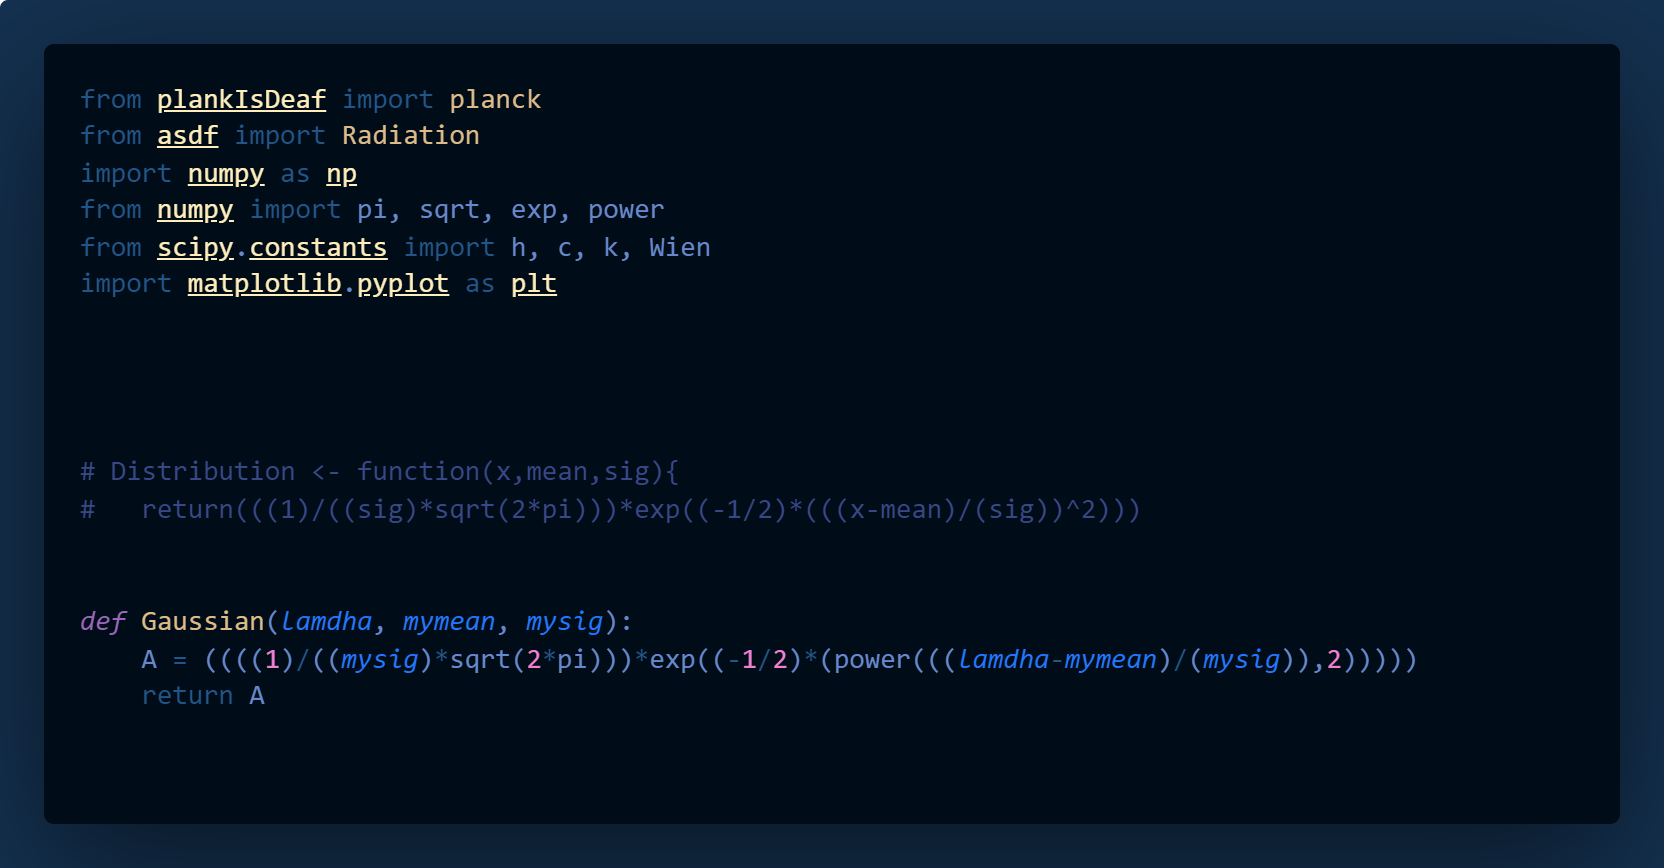 from plankIsDeaf import planck
from asdf import Radiation
import numpy as np
from numpy import pi, sqrt, exp, power
from scipy.constants import h, c, k, Wien
import matplotlib.pyplot as plt
# Distribution <- function(x,mean,sig){
#   return(((1)/((sig)*sqrt(2*pi)))*exp((-1/2)*(((x-mean)/(sig))^2)))
def Gaussian(lamdha, mymean, mysig):
    A = ((((1)/((mysig)*sqrt(2*pi)))*exp((-1/2)*(power(((lamdha-mymean)/(mysig)),2)))))
    return A